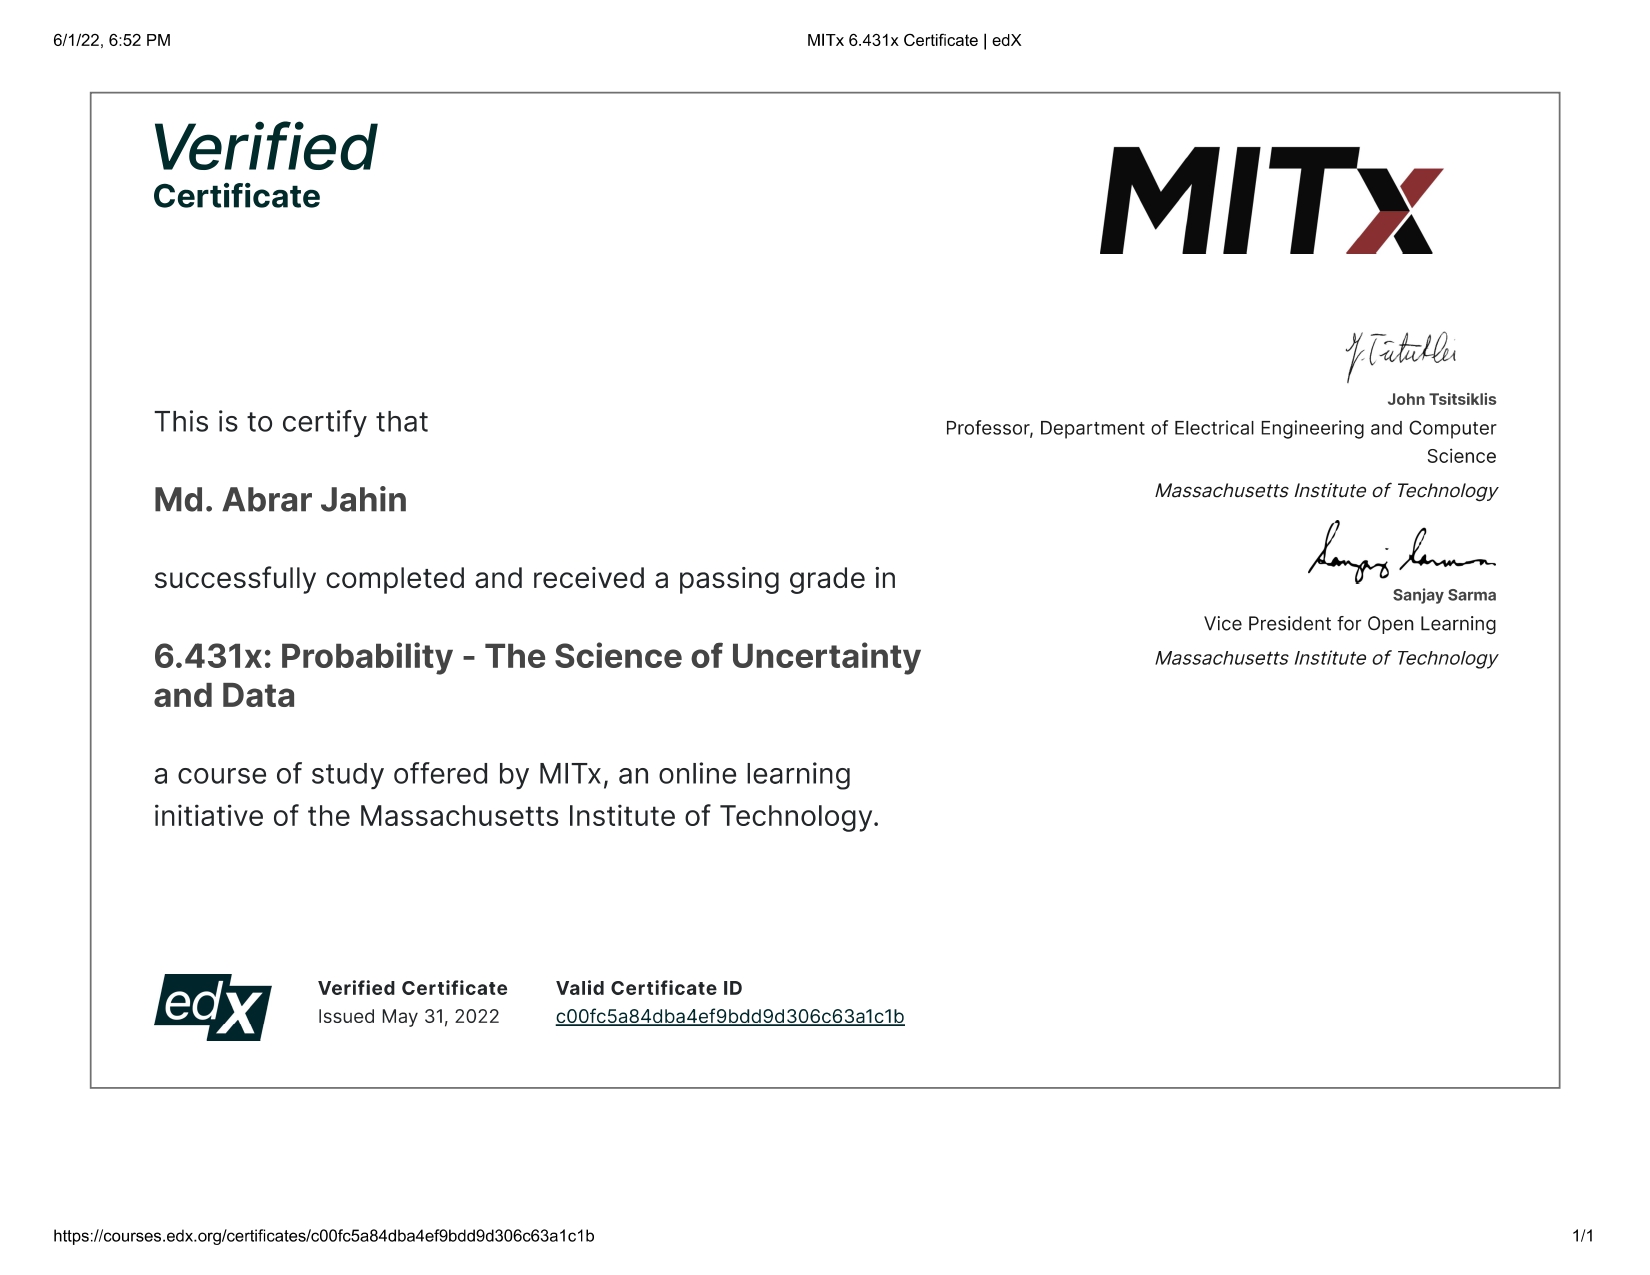 6/1/22, 6:52 PM
MITx 6.431x Certificate | edX
Verified
Certificate
MITx
This is to certify that
Md. Abrar Jahin
successfully completed and received a passing grade in
6.431x: Probability - The Science of Uncertainty
and Data
a course of study offered by MITx, an online learning
initiative of the Massachusetts Institute of Technology.
John Tsitsiklis
Professor, Department of Electrical Engineering and Computer
Science
Massachusetts Institute of Technology
Sanjay Sarma
Sanjay Sarma
Vice President for Open Learning
Massachusetts Institute of Technology
edX
Verified Certificate
Issued May 31, 2022
Valid Certificate ID
c00fc5a84dba4ef9bdd9d306c63a1c1b
https://courses.edx.org/certificates/c00fc5a84dba4ef9bdd9d306c63a1c1b
1/1